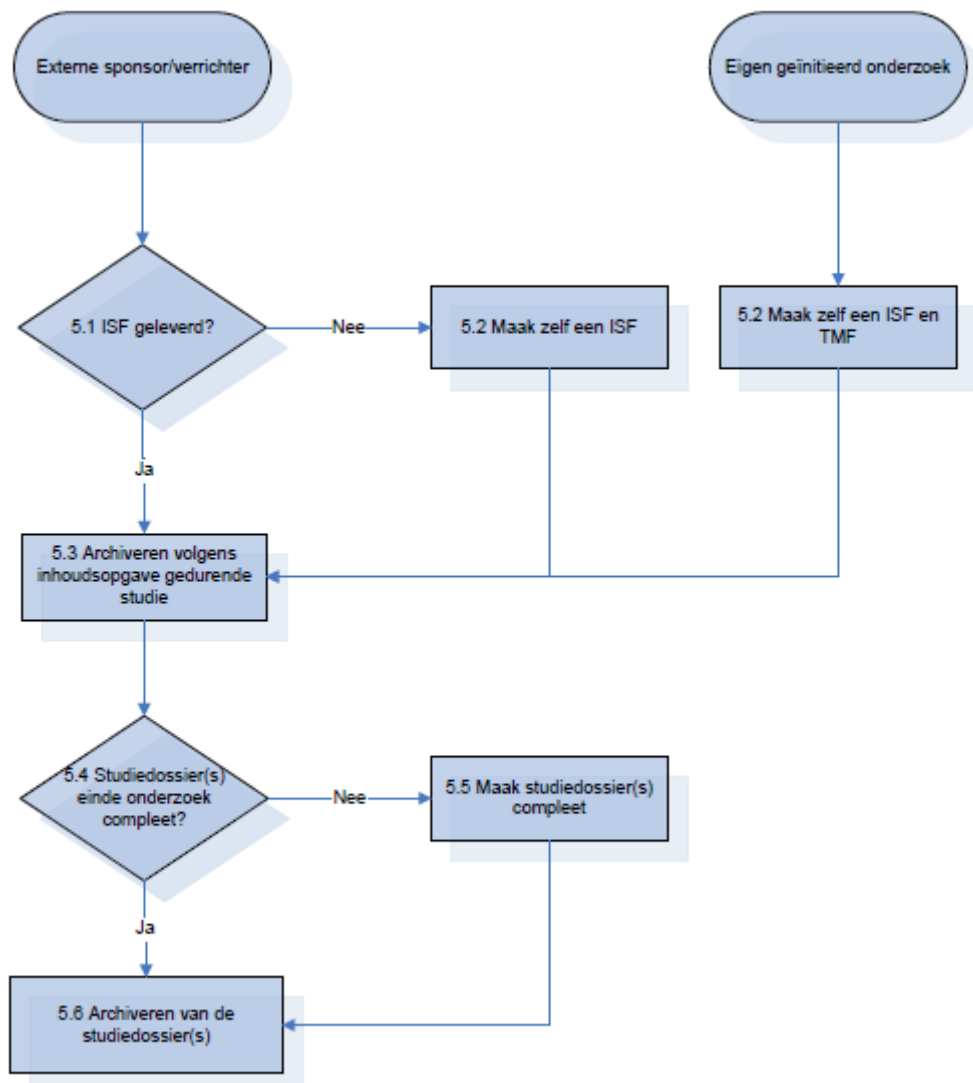 Externe sponsor/verrichter
Eigen geïnitieerd onderzoek
5.1 ISF geleverd?
Nee
5.2 Maak zelf een ISF
5.2 Maak zelf een ISF en
TMF
Ja
5.3 Archiveren volgens
inhoudsopgave gedurende
studie
5.4 Studiedossier(s)
einde onderzoek
compleet?
Nee
5.5 Maak studiedossier(s)
compleet
Ja
5.6 Archiveren van de
studiedossier(s)